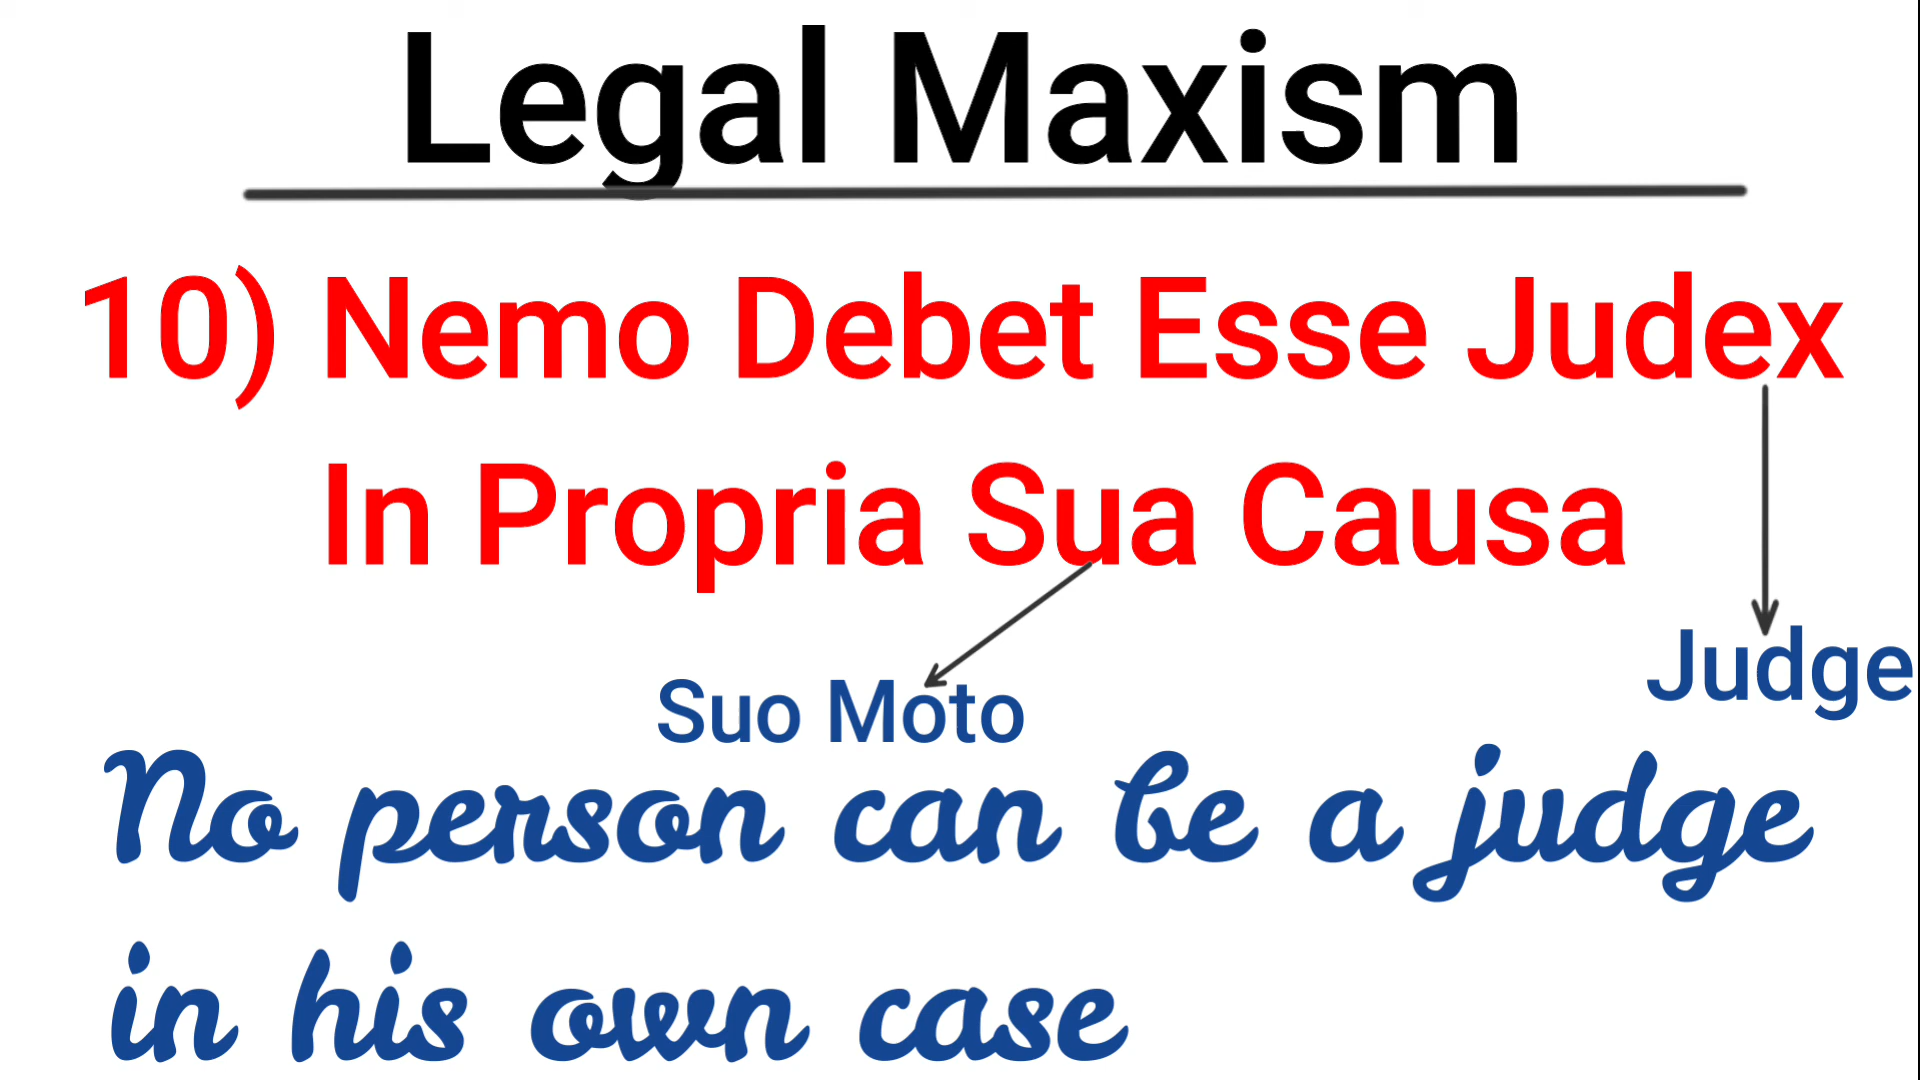 Legal Maxism
10) Nemo Debet Esse Judex
In Propria Sua Causa
Judge
Suo Moto
No person can be a judge
in his own case